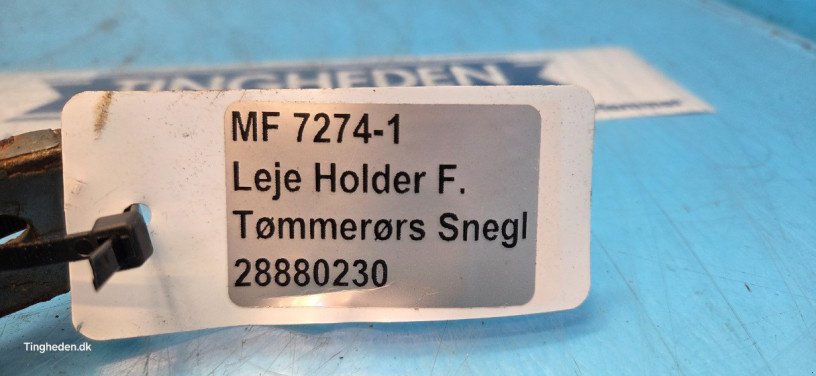 TINGHEDEN
MF 7274-1
Leje Holder F.
Tømmerørs Snegl
28880230
Tingheden.dk